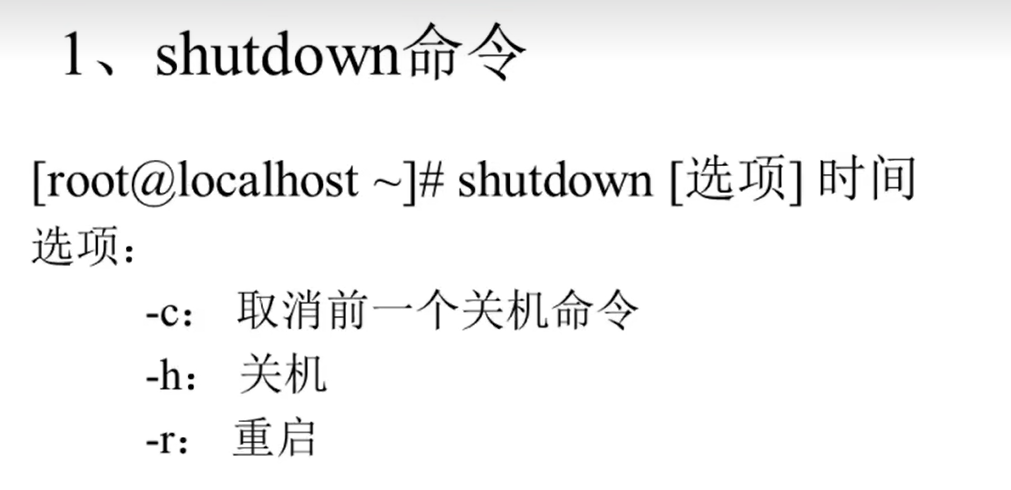 1、shutdown命令
[root@localhost ~]# shutdown [选项] 时间
选项：
-c： 取消前一个关机命令
-h： 关机
-r： 重启